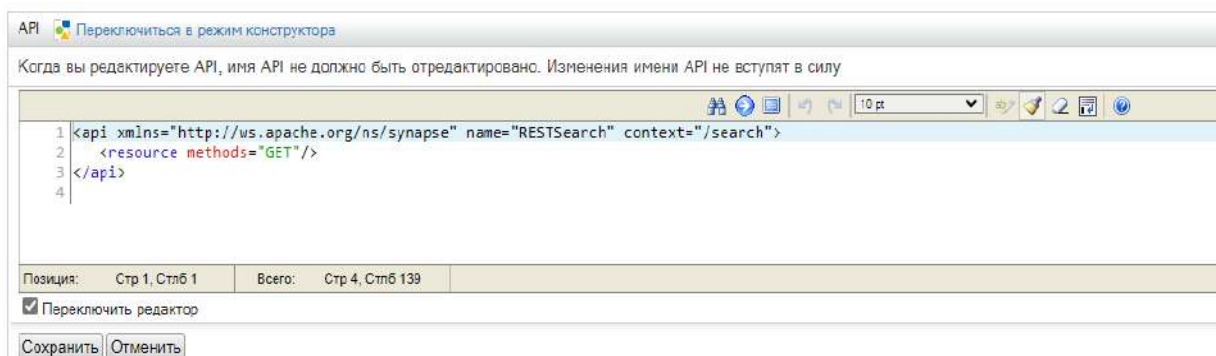 API Переключиться в режим конструктора
Когда вы редактируете API, имя API не должно быть отредактировано. Изменения имени API не вступят в силу
10 pt
1 <api xmlns="http://ws.apache.org/ns/synapse" name="RESTSearch" context="/search">
2 <resource methods="GET"/>
3 </api>
4
Позиция: Стр 1, Стлб 1 Всего: Стр 4, Стлб 139
Переключить редактор
Сохранить Отменить